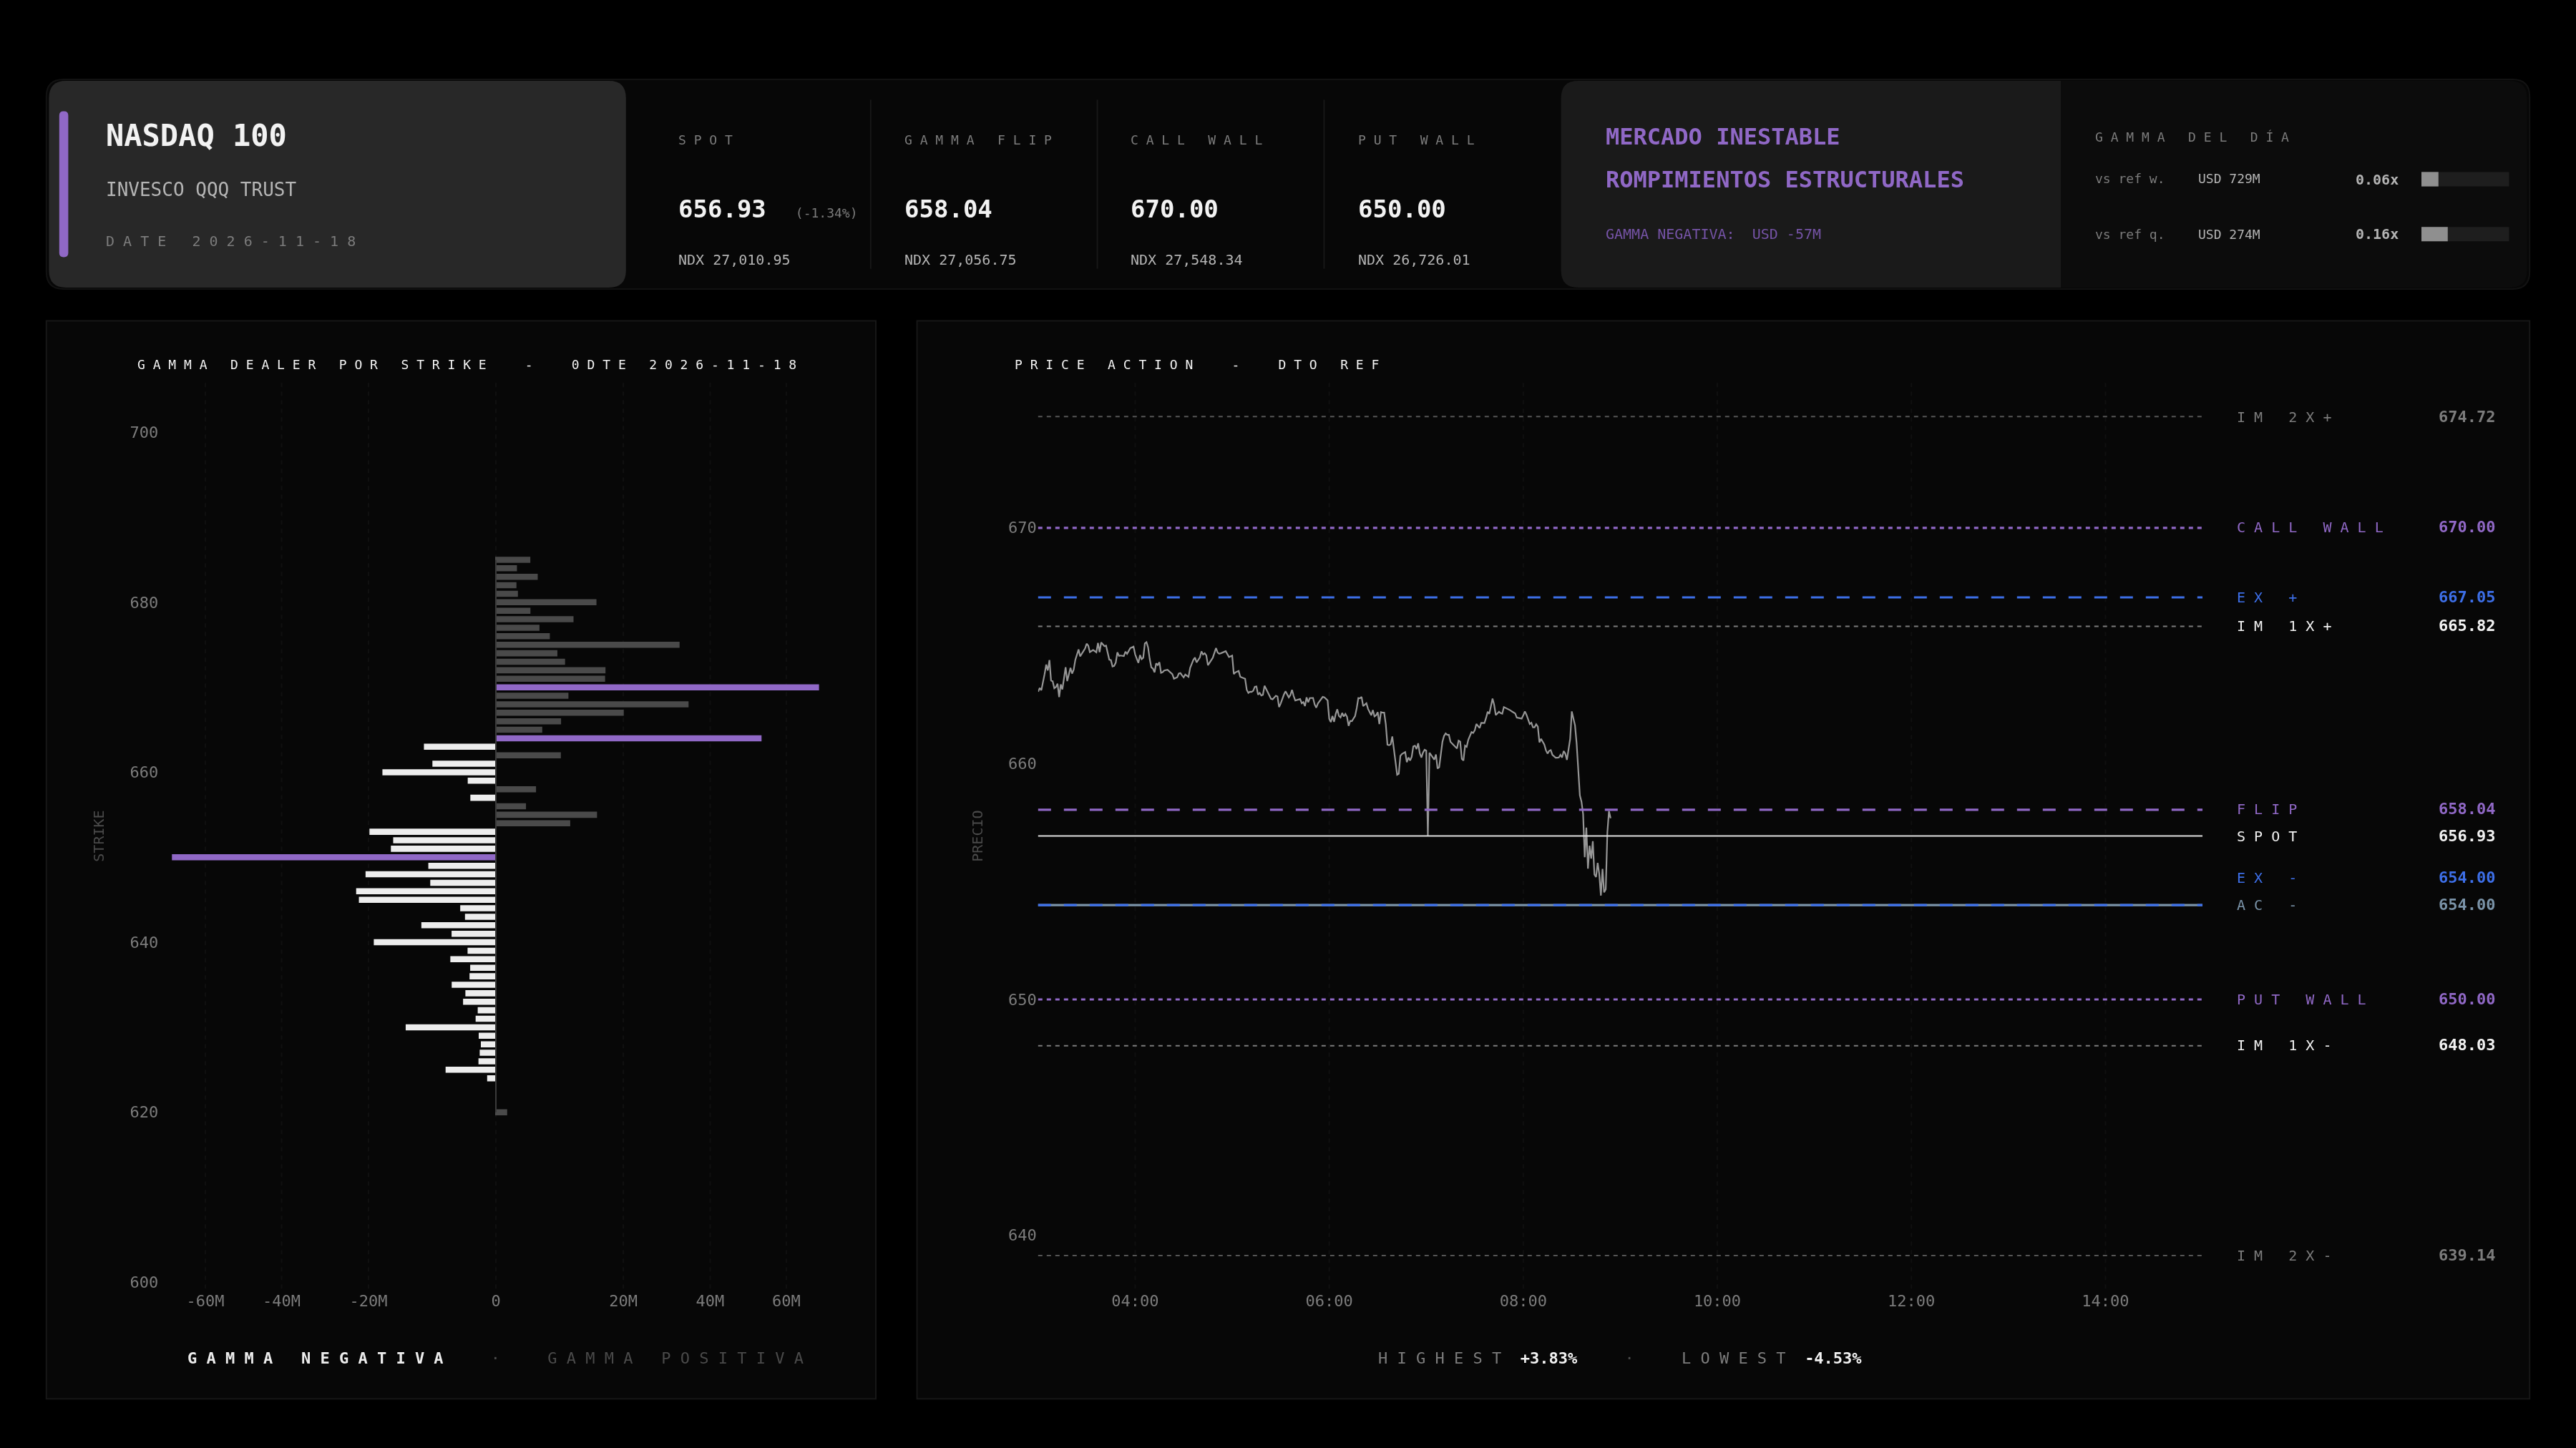 NASDAQ 100
INVESCO QQQ TRUST
DATE 2026-11-18
SPOT
656.93 (-1.34%)
NDX 27,010.95
GAMMA FLIP
658.04
NDX 27,056.75
CALL WALL
670.00
NDX 27,548.34
PUT WALL
650.00
NDX 26,726.01
MERCADO INESTABLE
ROMPIMIENTOS ESTRUCTURALES
GAMMA NEGATIVA: USD -57M
GAMMA DEL DÍA
vs ref w. USD 729M 0.06x
vs ref q. USD 274M 0.16x
GAMMA DEALER POR STRIKE - 0DTE 2026-11-18
700
680
660
640
620
600
STRIKE
-60M -40M -20M 0 20M 40M 60M
GAMMA NEGATIVA · GAMMA POSITIVA
PRICE ACTION - DTO REF
670
660
650
640
PRECIO
IM 2X+ 674.72
CALL WALL 670.00
EX + 667.05
IM 1X+ 665.82
FLIP 658.04
SPOT 656.93
EX - 654.00
AC - 654.00
PUT WALL 650.00
IM 1X- 648.03
IM 2X- 639.14
04:00 06:00 08:00 10:00 12:00 14:00
HIGHEST +3.83% · LOWEST -4.53%